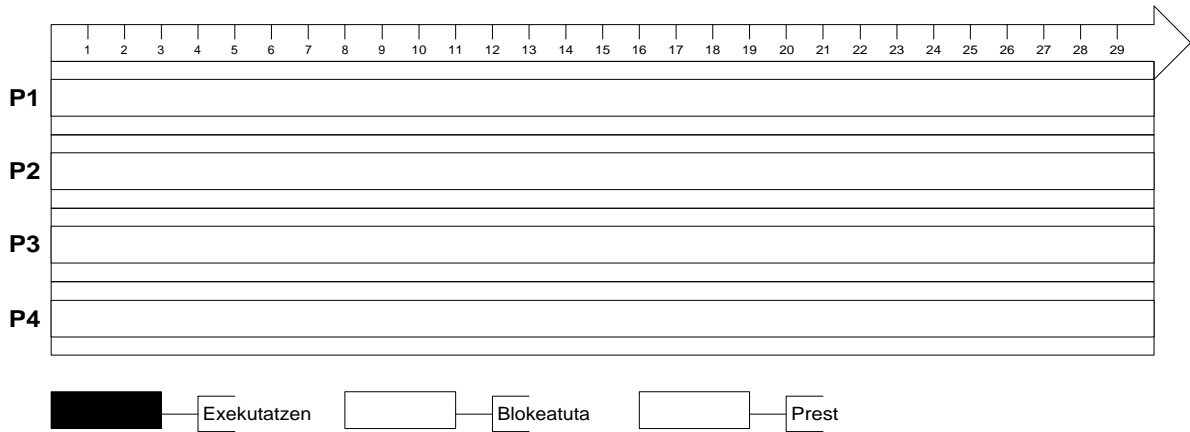 1 2 3 4 5 6 7 8 9 10 11 12 13 14 15 16 17 18 19 20 21 22 23 24 25 26 27 28 29
P1
P2
P3
P4
Exekutatzen Blokeatuta Prest